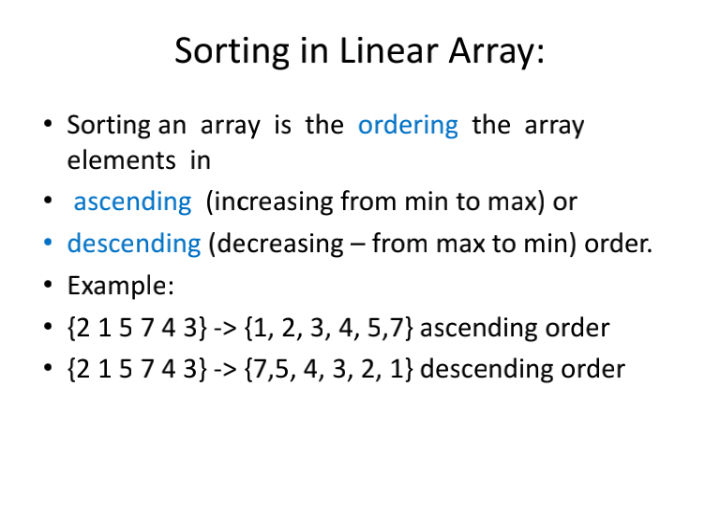 Sorting in Linear Array:
• Sorting an array is the ordering the array
elements in
• ascending (increasing from min to max) or
• descending (decreasing – from max to min) order.
• Example:
• {2 1 5 7 4 3} -> {1, 2, 3, 4, 5,7} ascending order
• {2 1 5 7 4 3} -> {7,5, 4, 3, 2, 1} descending order